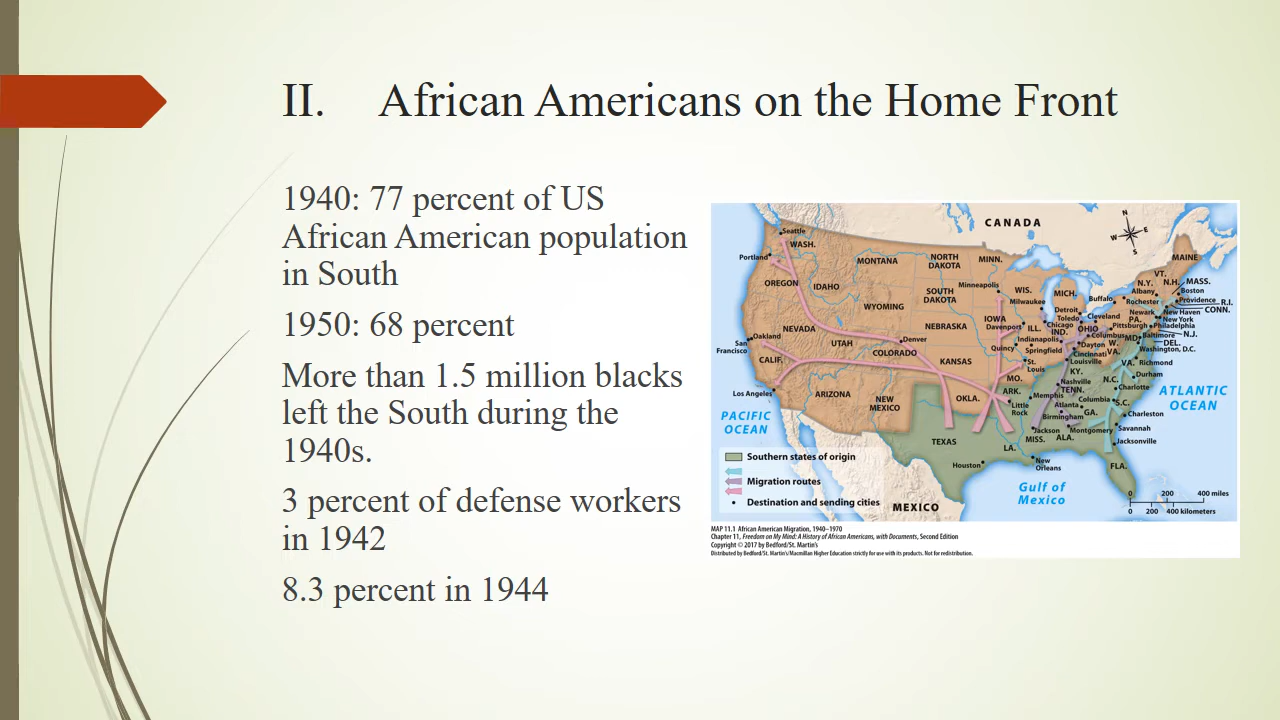 II. African Americans on the Home Front
1940: 77 percent of US
African American population
in South
1950: 68 percent
More than 1.5 million blacks
left the South during the
1940s.
3 percent of defense workers
in 1942
8.3 percent in 1944
CANADA
N
W E
S
Seattle
WASH.
Portland
OREGON
IDAHO
MONTANA
NORTH
DAKOTA
MINN.
Minneapolis
SOUTH
DAKOTA
WYOMING
WIS.
Milwaukee
MICH.
Detroit
Toledo
Buffalo
Rochester
Albany
N.Y.
VT.
N.H.
MAINE
MASS.
Boston
Providence
R.I.
CONN.
New Haven
New York
Newark
PA.
Philadelphia
Pittsburgh
N.J.
Baltimore
MD.
DEL.
Washington, D.C.
Cleveland
OHIO
Columbus
W.
VA.
Dayton
Cincinnati
Chicago
IND.
Indianapolis
ILL.
Springfield
IOWA
Davenport
Quincy
St.
Louis
MO.
NEBRASKA
KANSAS
NEVADA
UTAH
COLORADO
Denver
Oakland
San
Francisco
CALIF.
Los Angeles
ARIZONA
NEW
MEXICO
OKLA.
ARK.
Little
Rock
Memphis
Louisville
KY.
Nashville
TENN.
VA.
Richmond
Durham
N.C.
Charlotte
Columbia
S.C.
Charleston
Atlanta
GA.
Savannah
Birmingham
Montgomery
ALA.
Jackson
MISS.
LA.
New
Orleans
TEXAS
Houston
Jacksonville
FLA.
PACIFIC
OCEAN
ATLANTIC
OCEAN
Gulf of
Mexico
MEXICO
Southern states of origin
Migration routes
Destination and sending cities
0 200 400 miles
0 200 400 kilometers
MAP 11.1 African American Migration, 1940–1970
Chapter 11, Freedom on My Mind: A History of African Americans, with Documents, Second Edition
Copyright © 2017 by Bedford/St. Martin's
Distributed by Bedford/St. Martin's/Macmillan Higher Education strictly for use with its products. Not for redistribution.